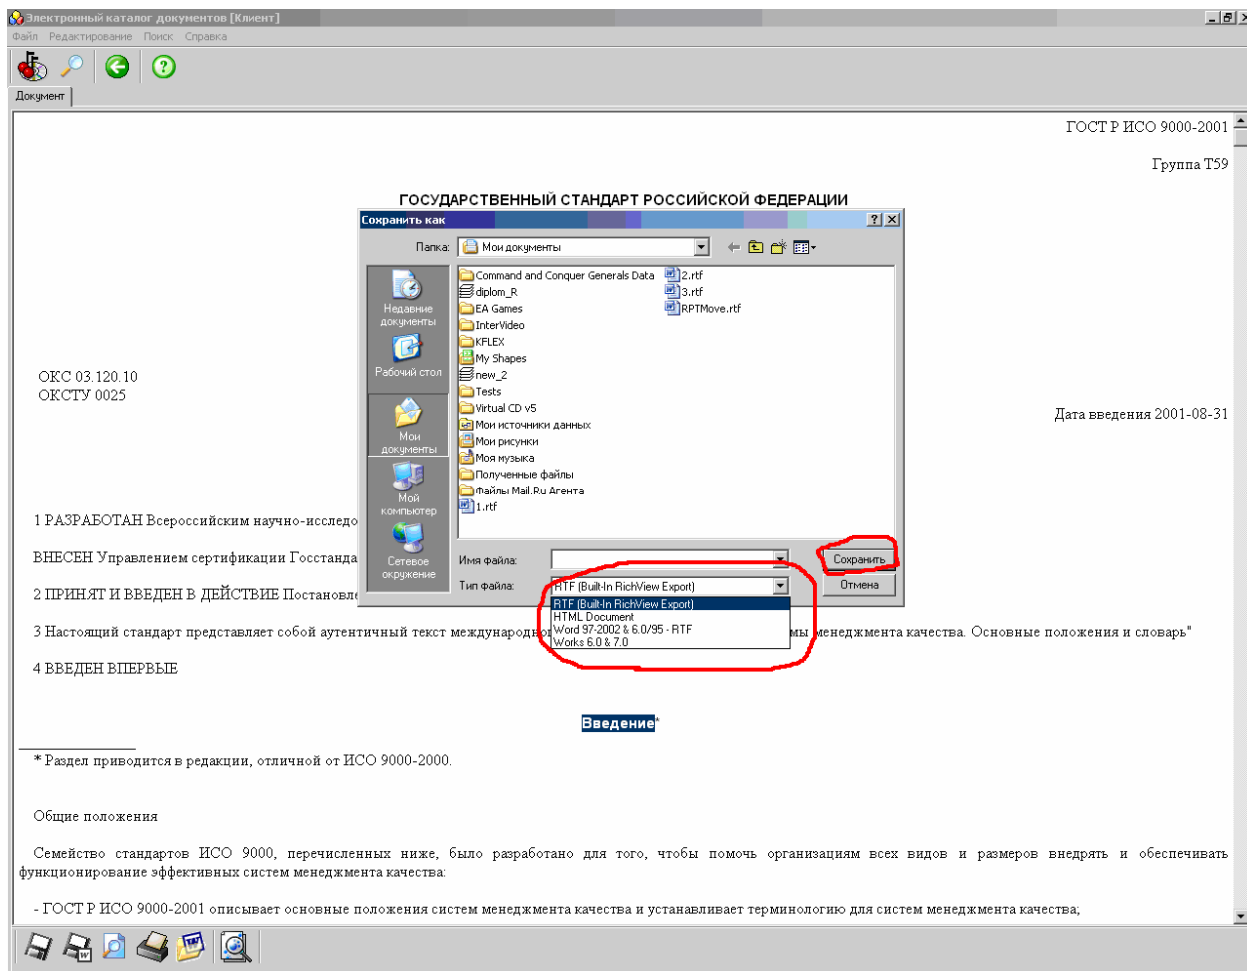 Электронный каталог документов [Клиент]
Файл Редактирование Поиск Справка
Документ
ГОСТ Р ИСО 9000-2001
Группа Т59
ГОСУДАРСТВЕННЫЙ СТАНДАРТ РОССИЙСКОЙ ФЕДЕРАЦИИ
Сохранить как
Папка: Мои документы
Недавние документы
Рабочий стол
Мои документы
Мой компьютер
Сетевое окружение
Command and Conquer Generals Data
diplom_R
EA Games
InterVideo
KFLEX
My Shapes
new_2
Tests
Virtual CD v5
Мои источники данных
Мои рисунки
Моя музыка
Полученные файлы
Файлы Mail.Ru Агента
1.rtf
2.rtf
3.rtf
RPTMove.rtf
Имя файла:
Сохранить
Тип файла: RTF (Built-In RichView Export)
Отмена
RTF (Built-In RichView Export)
HTML Document
Word 97-2002 & 6.0/95 - RTF
Works 6.0 & 7.0
ОКС 03.120.10
ОКСТУ 0025
Дата введения 2001-08-31
1 РАЗРАБОТАН Всероссийским научно-исследо
ВНЕСЕН Управлением сертификации Госстанда
2 ПРИНЯТ И ВВЕДЕН В ДЕЙСТВИЕ Постановле
3 Настоящий стандарт представляет собой аутентичный текст международно мы менеджмента качества. Основные положения и словарь"
4 ВВЕДЕН ВПЕРВЫЕ
Введение*
* Раздел приводится в редакции, отличной от ИСО 9000-2000.
Общие положения
Семейство стандартов ИСО 9000, перечисленных ниже, было разработано для того, чтобы помочь организациям всех видов и размеров внедрять и обеспечивать
функционирование эффективных систем менеджмента качества:
- ГОСТ Р ИСО 9000-2001 описывает основные положения систем менеджмента качества и устанавливает терминологию для систем менеджмента качества;